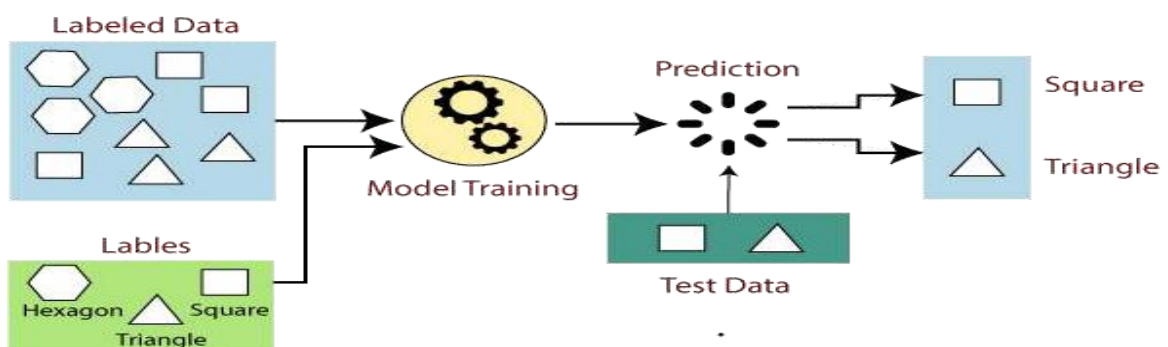 Labeled Data
Prediction
Square
Model Training
Triangle
Lables
Test Data
Hexagon
Square
Triangle